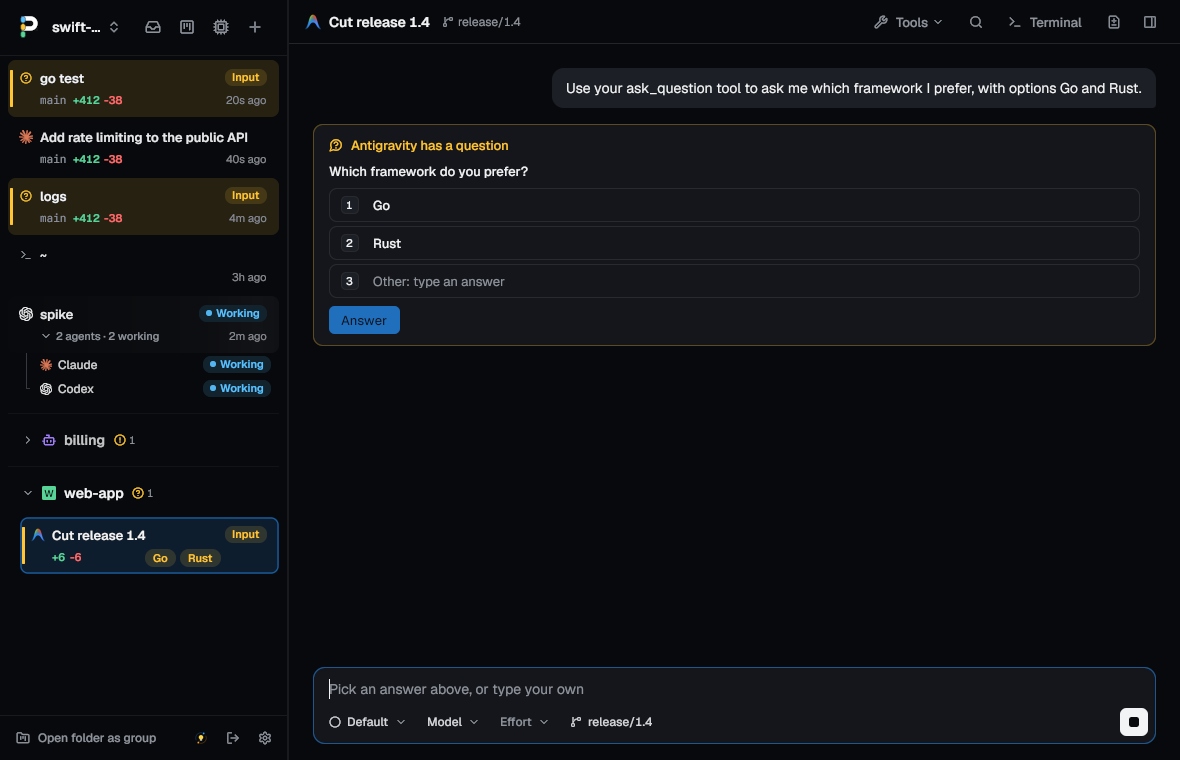 swift-...
go test
Input
main +412 -38
20s ago
Add rate limiting to the public API
main +412 -38
40s ago
logs
Input
main +412 -38
4m ago
~
3h ago
spike
Working
2 agents · 2 working
2m ago
Claude
Working
Codex
Working
billing
1
W
web-app
1
Cut release 1.4
Input
+6 -6
Go
Rust
Open folder as group
Cut release 1.4
release/1.4
Tools
Terminal
Use your ask_question tool to ask me which framework I prefer, with options Go and Rust.
Antigravity has a question
Which framework do you prefer?
1 Go
2 Rust
3 Other: type an answer
Answer
Pick an answer above, or type your own
Default
Model
Effort
release/1.4